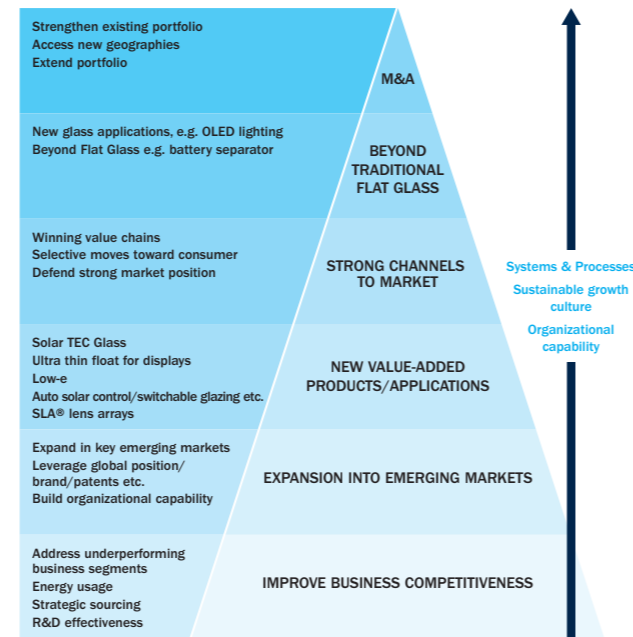 Strengthen existing portfolio
Access new geographies
Extend portfolio
M&A
New glass applications, e.g. OLED lighting
Beyond Flat Glass e.g. battery separator
BEYOND
TRADITIONAL
FLAT GLASS
Winning value chains
Selective moves toward consumer
Defend strong market position
STRONG CHANNELS
TO MARKET
Systems & Processes
Sustainable growth
culture
Organizational
capability
Solar TEC Glass
Ultra thin float for displays
Low-e
Auto solar control/switchable glazing etc.
SLA® lens arrays
NEW VALUE-ADDED
PRODUCTS/APPLICATIONS
Expand in key emerging markets
Leverage global position/
brand/patents etc.
Build organizational capability
EXPANSION INTO EMERGING MARKETS
Address underperforming
business segments
Energy usage
Strategic sourcing
R&D effectiveness
IMPROVE BUSINESS COMPETITIVENESS